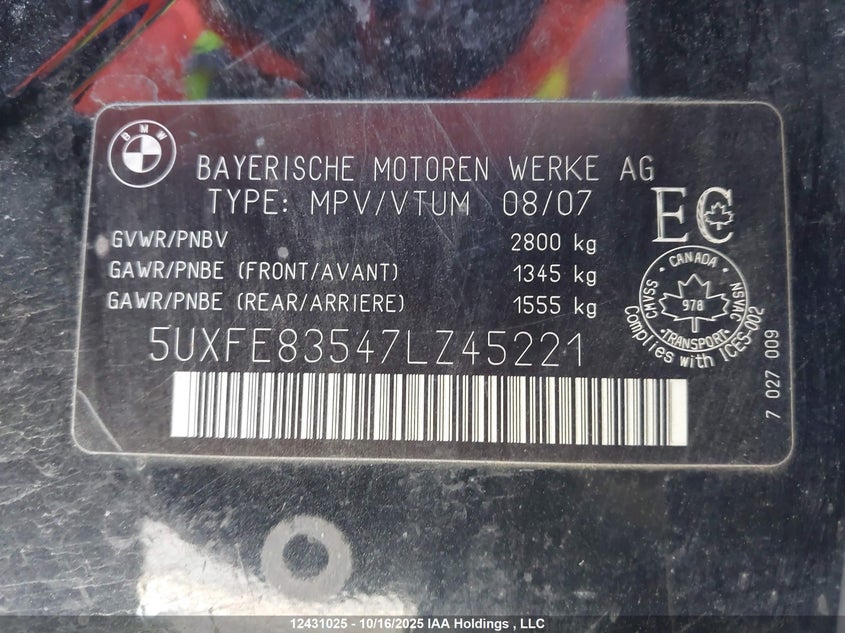 BMW
BAYERISCHE MOTOREN WERKE AG
TYPE: MPV/VTUM 08/07
EC
GVWR/PNBV 2800 kg
GAWR/PNBE (FRONT/AVANT) 1345 kg
GAWR/PNBE (REAR/ARRIERE) 1555 kg
CANADA
CMVSS
978
NSVAC
TRANSPORT
Complies with ICES-002
5UXFE83547LZ45221
7 027 009
12431025 - 10/16/2025 IAA Holdings , LLC